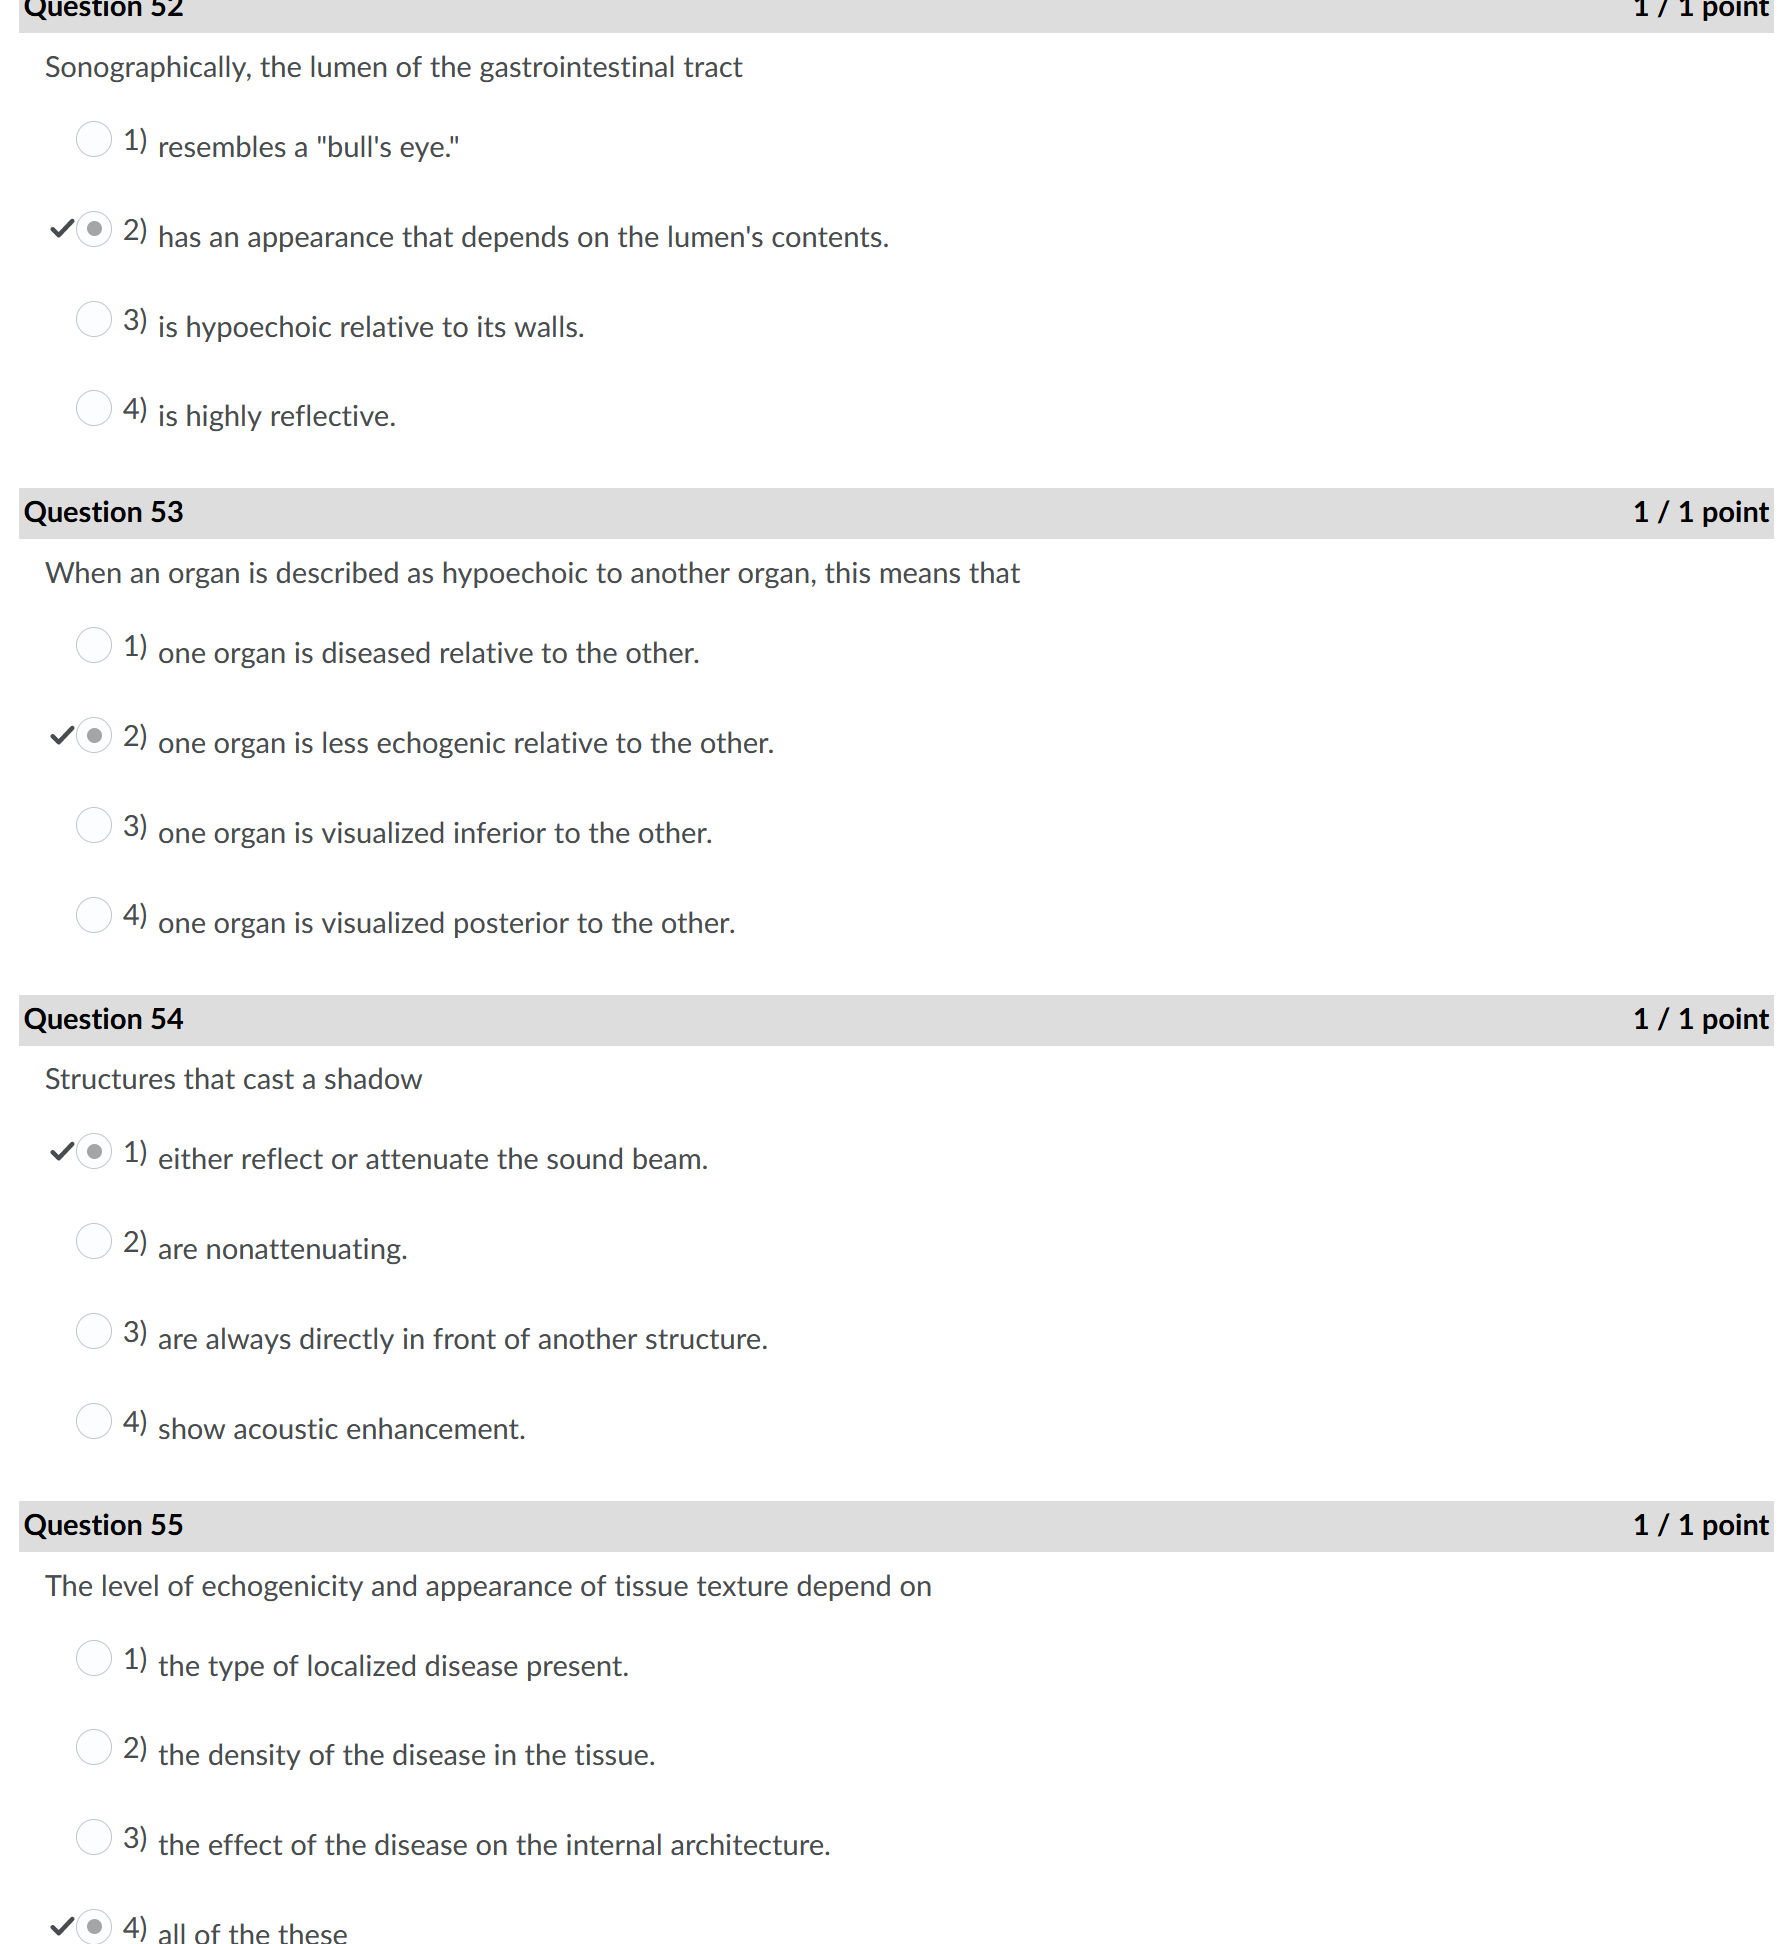 Question 52 1 / 1 point
Sonographically, the lumen of the gastrointestinal tract
1) resembles a "bull's eye."
2) has an appearance that depends on the lumen's contents.
3) is hypoechoic relative to its walls.
4) is highly reflective.
Question 53 1 / 1 point
When an organ is described as hypoechoic to another organ, this means that
1) one organ is diseased relative to the other.
2) one organ is less echogenic relative to the other.
3) one organ is visualized inferior to the other.
4) one organ is visualized posterior to the other.
Question 54 1 / 1 point
Structures that cast a shadow
1) either reflect or attenuate the sound beam.
2) are nonattenuating.
3) are always directly in front of another structure.
4) show acoustic enhancement.
Question 55 1 / 1 point
The level of echogenicity and appearance of tissue texture depend on
1) the type of localized disease present.
2) the density of the disease in the tissue.
3) the effect of the disease on the internal architecture.
4) all of the these